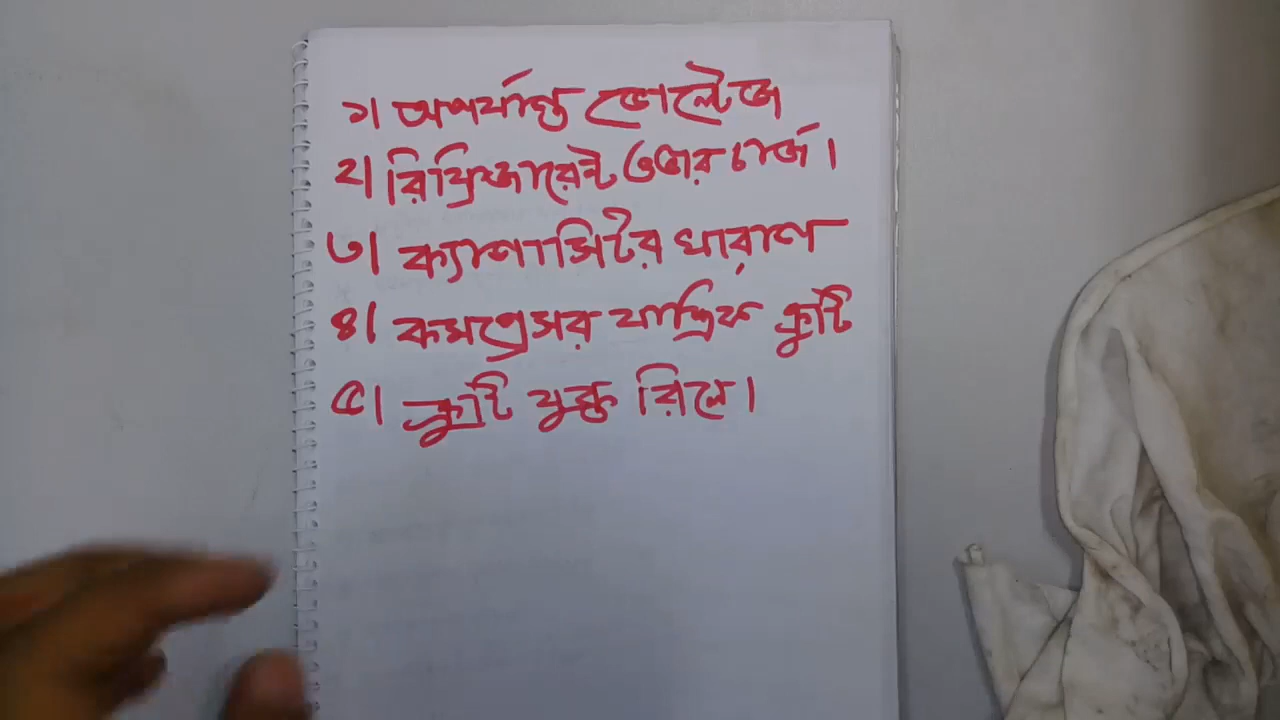 ১। অপর্যাপ্ত ভোল্টেজ
২। রিফ্রিজারেন্ট ওভার চার্জ।
৩। ক্যাপাসিটর খারাপ
৪। কমপ্রেসর যান্ত্রিক ত্রুটি
৫। ত্রুটি যুক্ত রিলে।